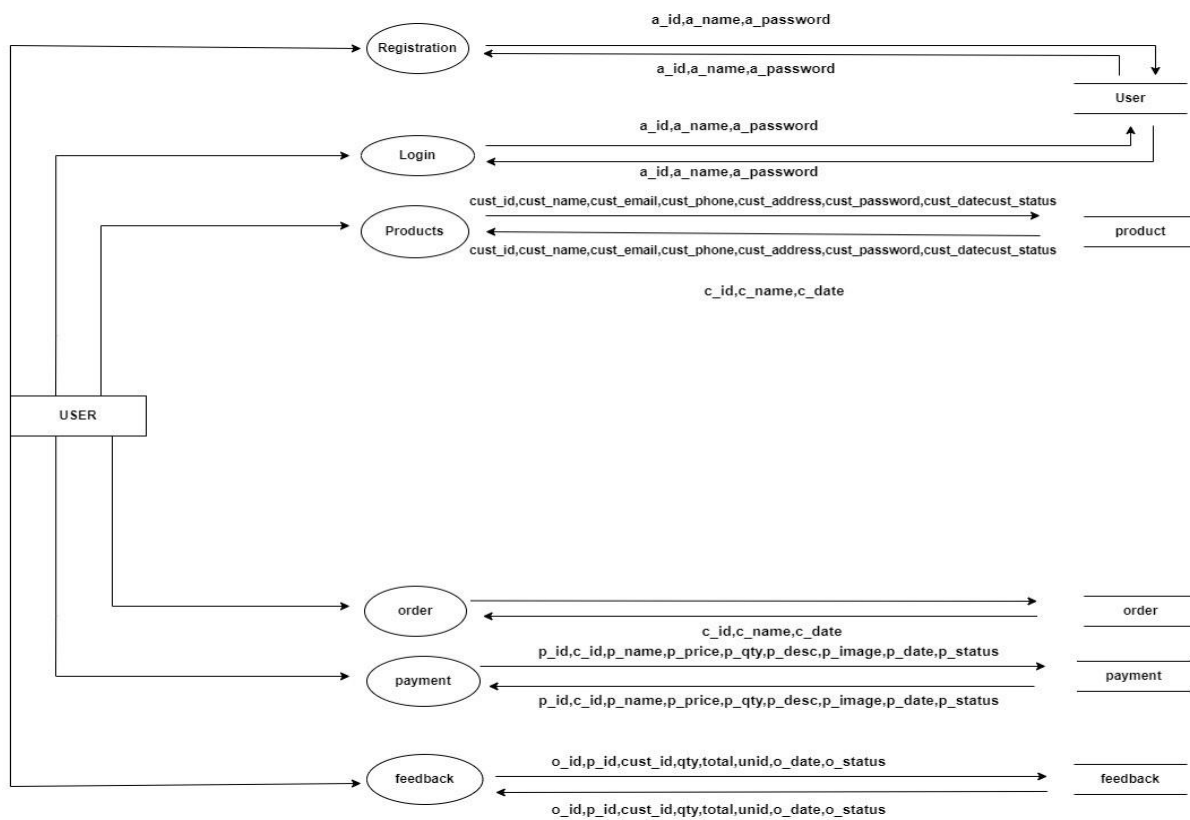 a_id,a_name,a_password
Registration
a_id,a_name,a_password
User
a_id,a_name,a_password
Login
a_id,a_name,a_password
cust_id,cust_name,cust_email,cust_phone,cust_address,cust_password,cust_datecust_status
Products
product
cust_id,cust_name,cust_email,cust_phone,cust_address,cust_password,cust_datecust_status
c_id,c_name,c_date
USER
order
order
c_id,c_name,c_date
p_id,c_id,p_name,p_price,p_qty,p_desc,p_image,p_date,p_status
payment
payment
p_id,c_id,p_name,p_price,p_qty,p_desc,p_image,p_date,p_status
o_id,p_id,cust_id,qty,total,unid,o_date,o_status
feedback
feedback
o_id,p_id,cust_id,qty,total,unid,o_date,o_status